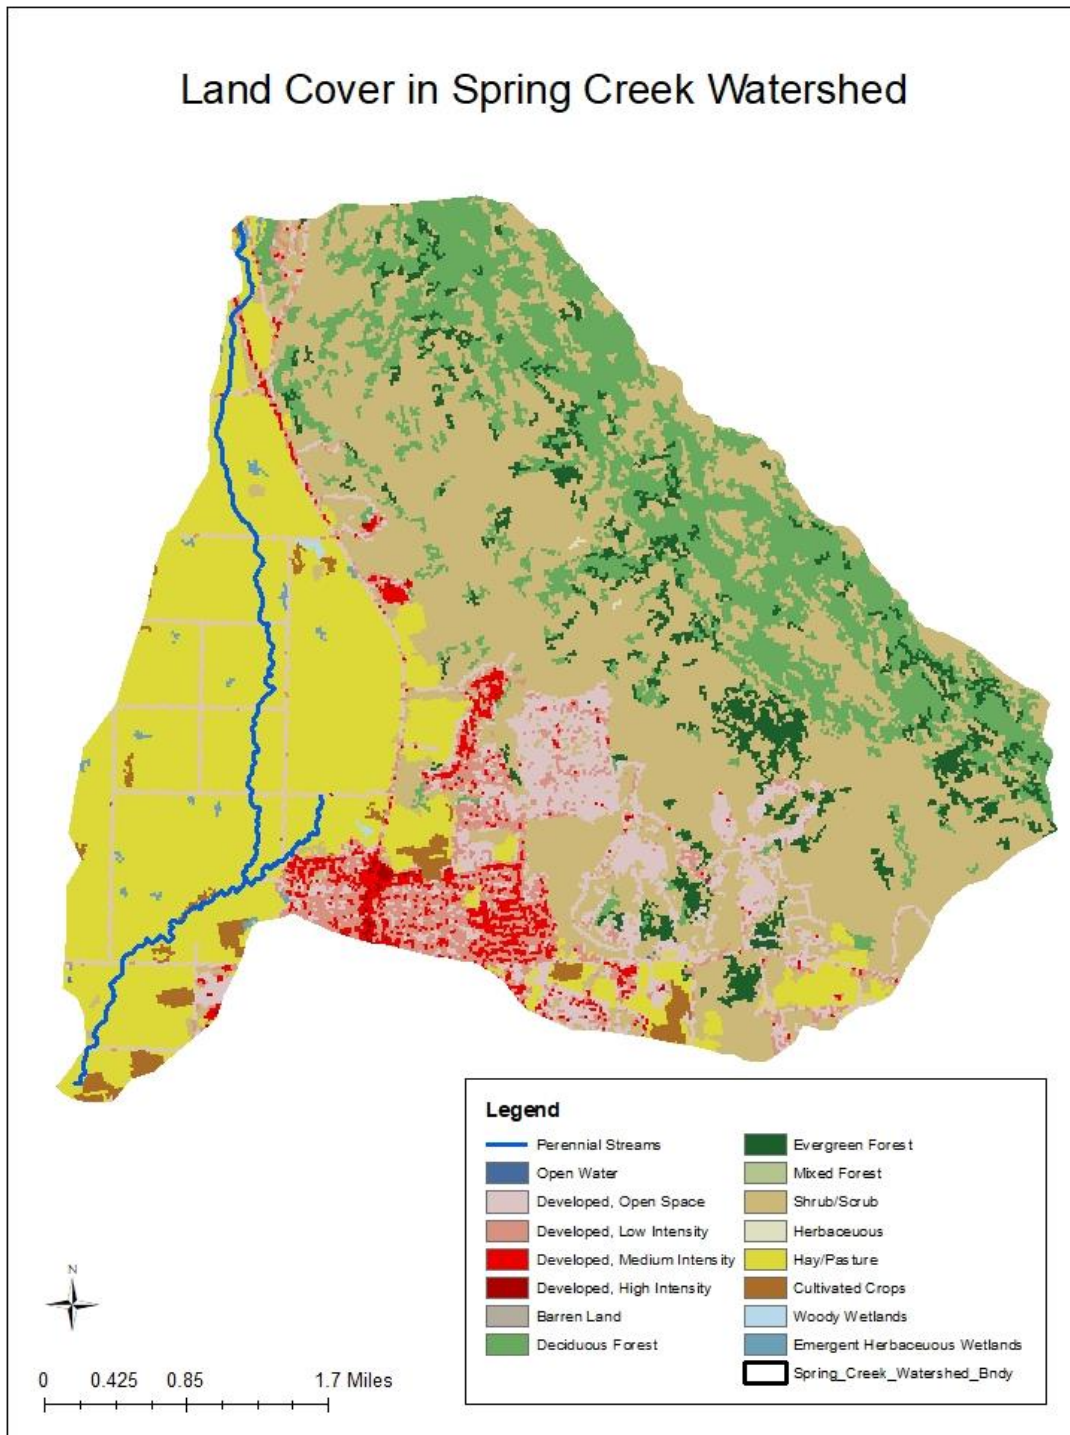 Land Cover in Spring Creek Watershed
Legend
Perennial Streams
Open Water
Developed, Open Space
Developed, Low Intensity
Developed, Medium Intensity
Developed, High Intensity
Barren Land
Deciduous Forest
Evergreen Forest
Mixed Forest
Shrub/Scrub
Herbaceuous
Hay/Pasture
Cultivated Crops
Woody Wetlands
Emergent Herbaceuous Wetlands
Spring_Creek_Watershed_Bndy
N
0 0.425 0.85 1.7 Miles